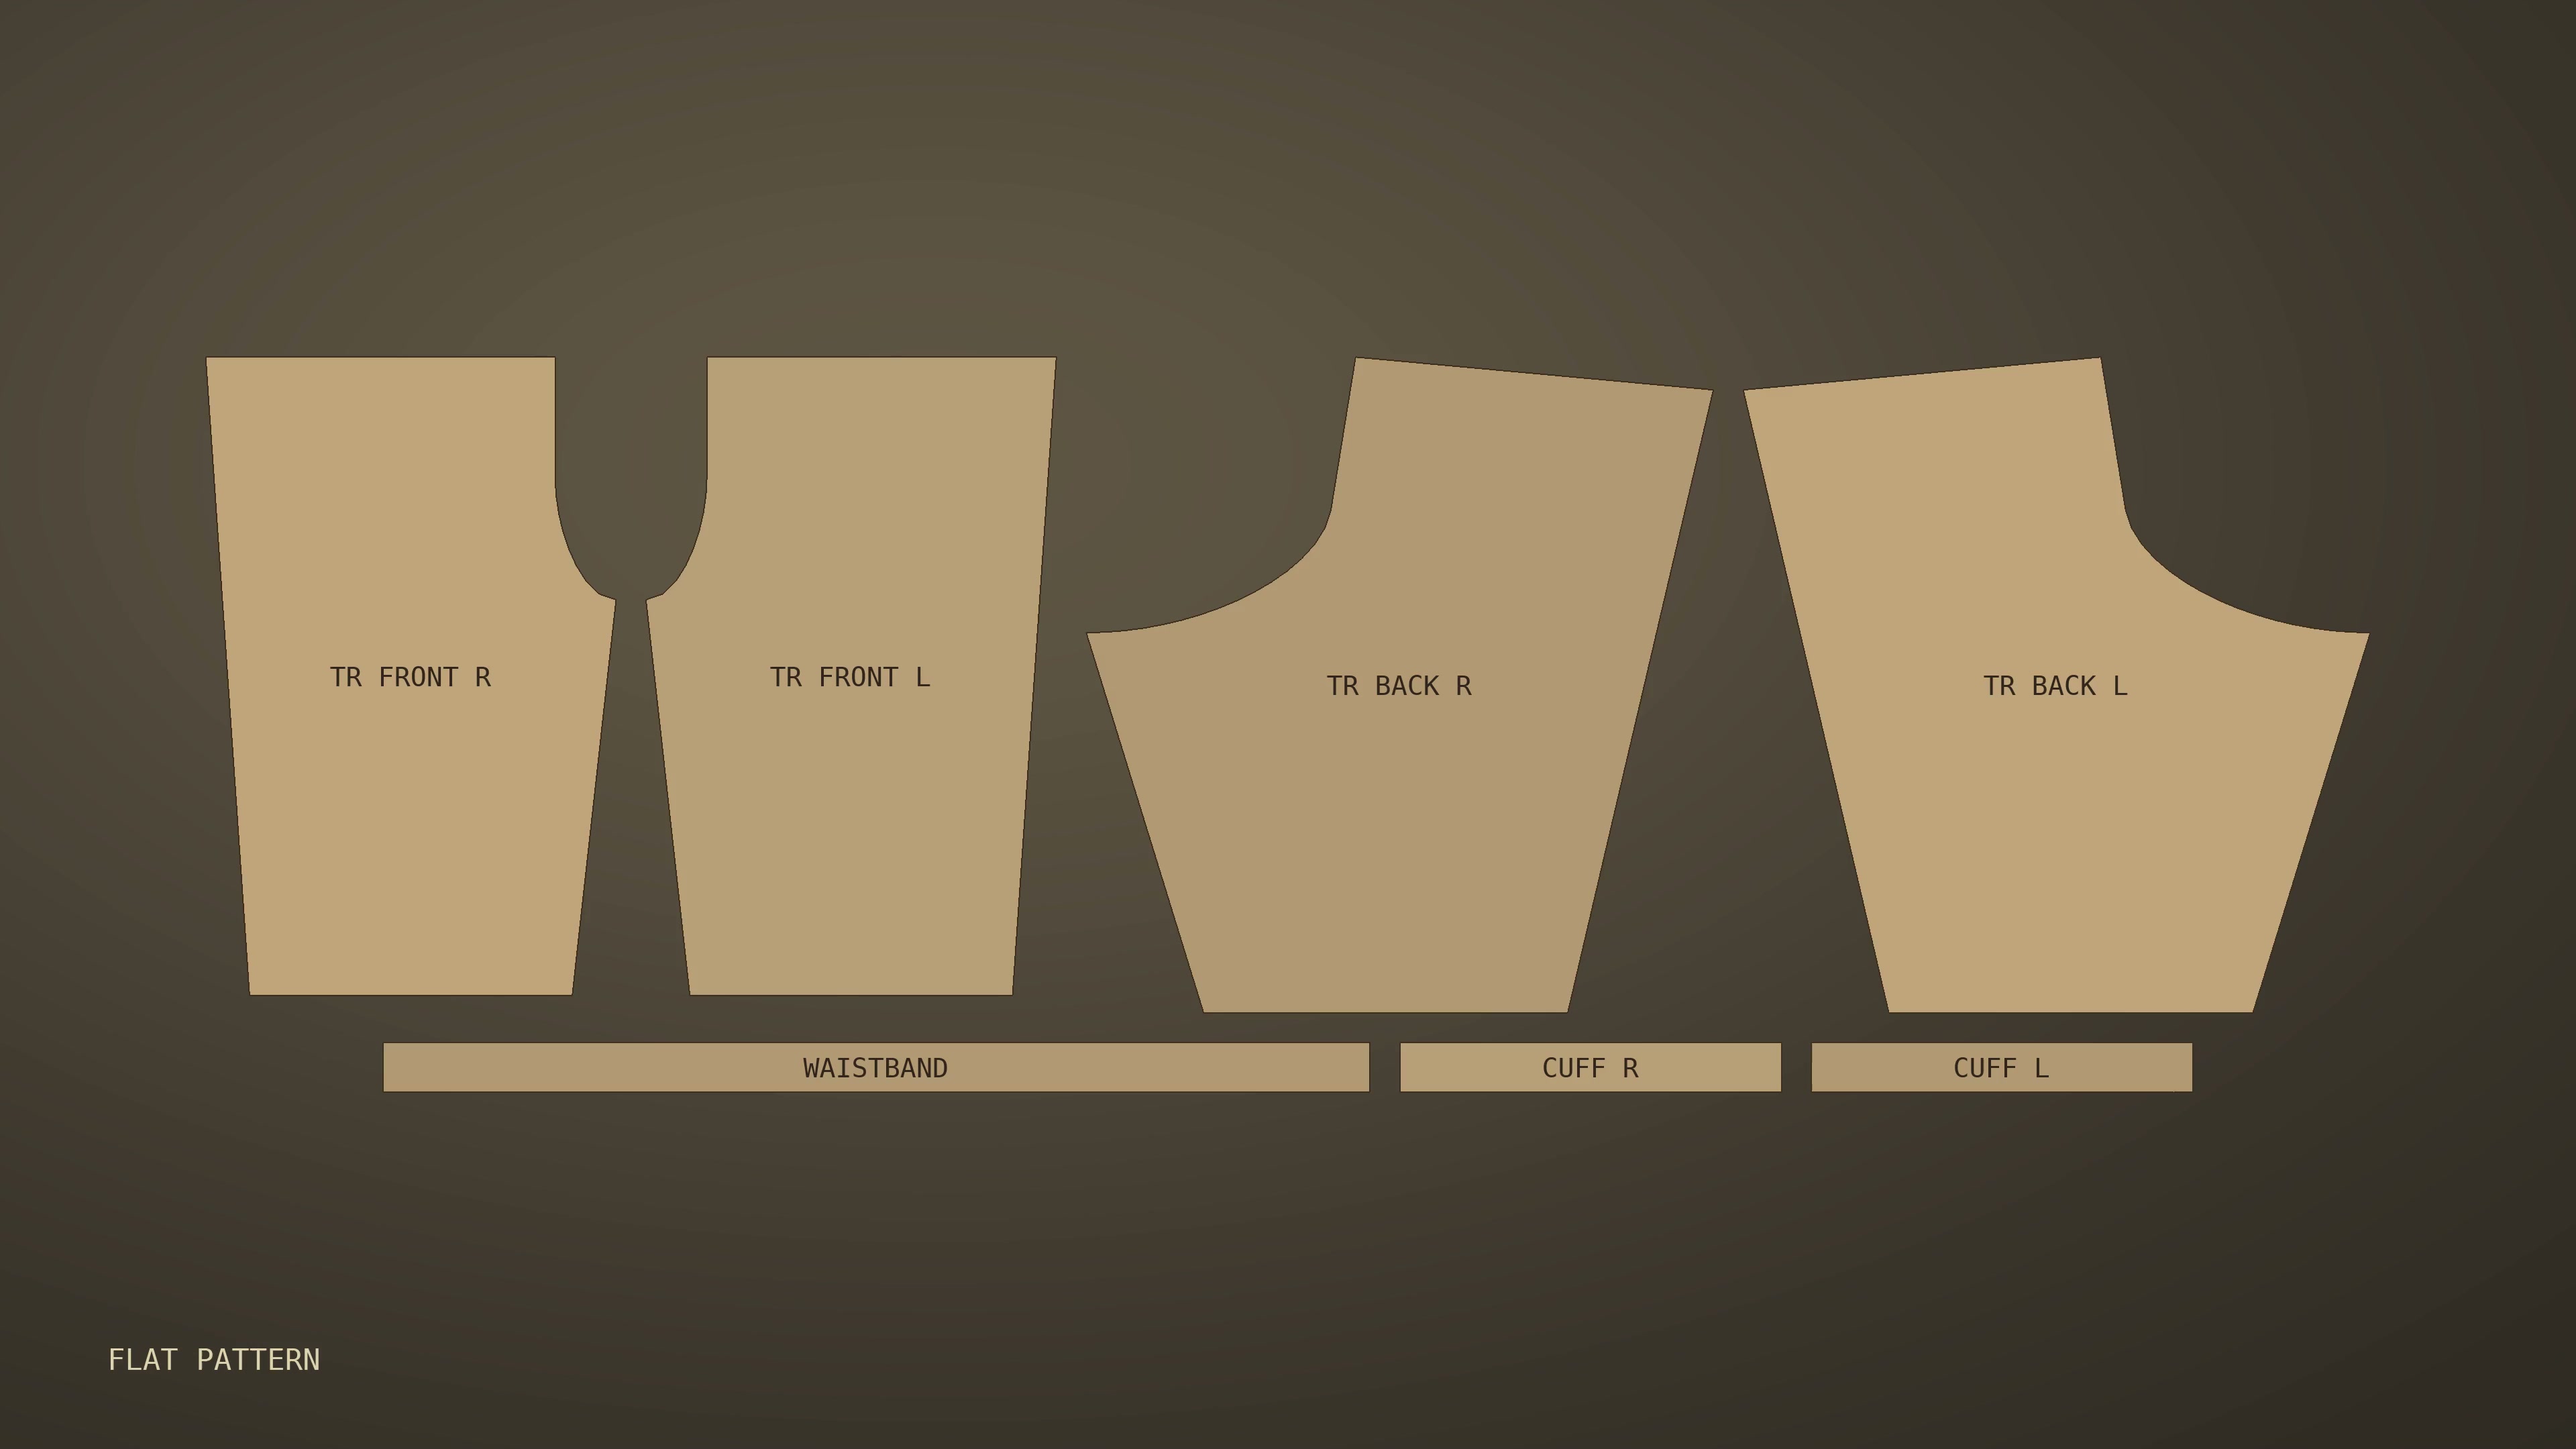 TR FRONT R
TR FRONT L
TR BACK R
TR BACK L
WAISTBAND
CUFF R
CUFF L
FLAT PATTERN